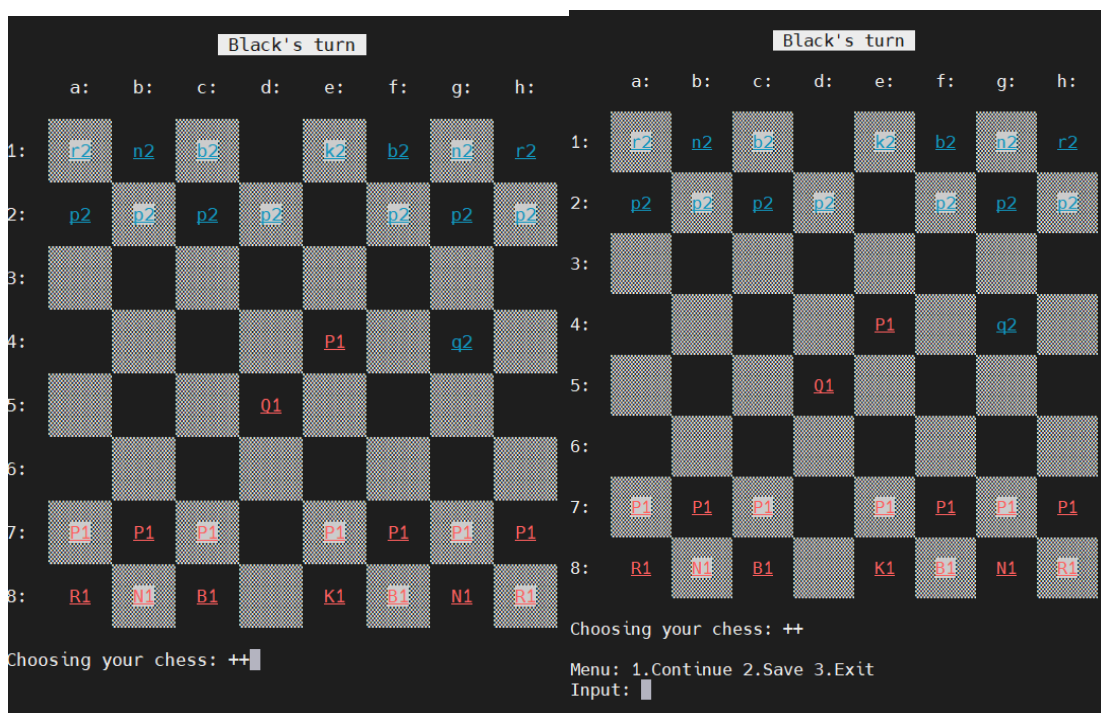 Black's turn
a: b: c: d: e: f: g: h:
1: r2 n2 b2 k2 b2 n2 r2
2: p2 p2 p2 p2 p2 p2 p2
3:
4: P1 q2
5: Q1
6:
7: P1 P1 P1 P1 P1 P1 P1
8: R1 N1 B1 K1 B1 N1 R1
Choosing your chess: ++
Black's turn
a: b: c: d: e: f: g: h:
1: r2 n2 b2 k2 b2 n2 r2
2: p2 p2 p2 p2 p2 p2 p2
3:
4: P1 q2
5: Q1
6:
7: P1 P1 P1 P1 P1 P1 P1
8: R1 N1 B1 K1 B1 N1 R1
Choosing your chess: ++
Menu: 1.Continue 2.Save 3.Exit
Input: